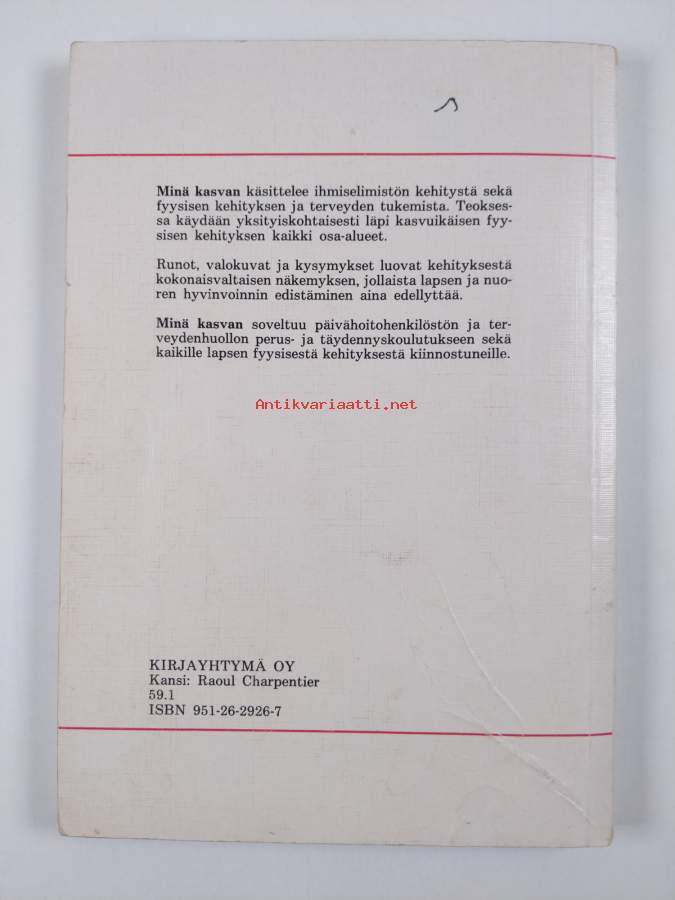 Minä kasvan käsittelee ihmiselimistön kehitystä sekä
fyysisen kehityksen ja terveyden tukemista. Teokses-
sa käydään yksityiskohtaisesti läpi kasvuikäisen fyy-
sisen kehityksen kaikki osa-alueet.
Runot, valokuvat ja kysymykset luovat kehityksestä
kokonaisvaltaisen näkemyksen, jollaista lapsen ja nuo-
ren hyvinvoinnin edistäminen aina edellyttää.
Minä kasvan soveltuu päivähoitohenkilöstön ja ter-
veydenhuollon perus- ja täydennyskoulutukseen sekä
kaikille lapsen fyysisestä kehityksestä kiinnostuneille.
Antikvariaatti.net
KIRJAYHTYMÄ OY
Kansi: Raoul Charpentier
59.1
ISBN 951-26-2926-7